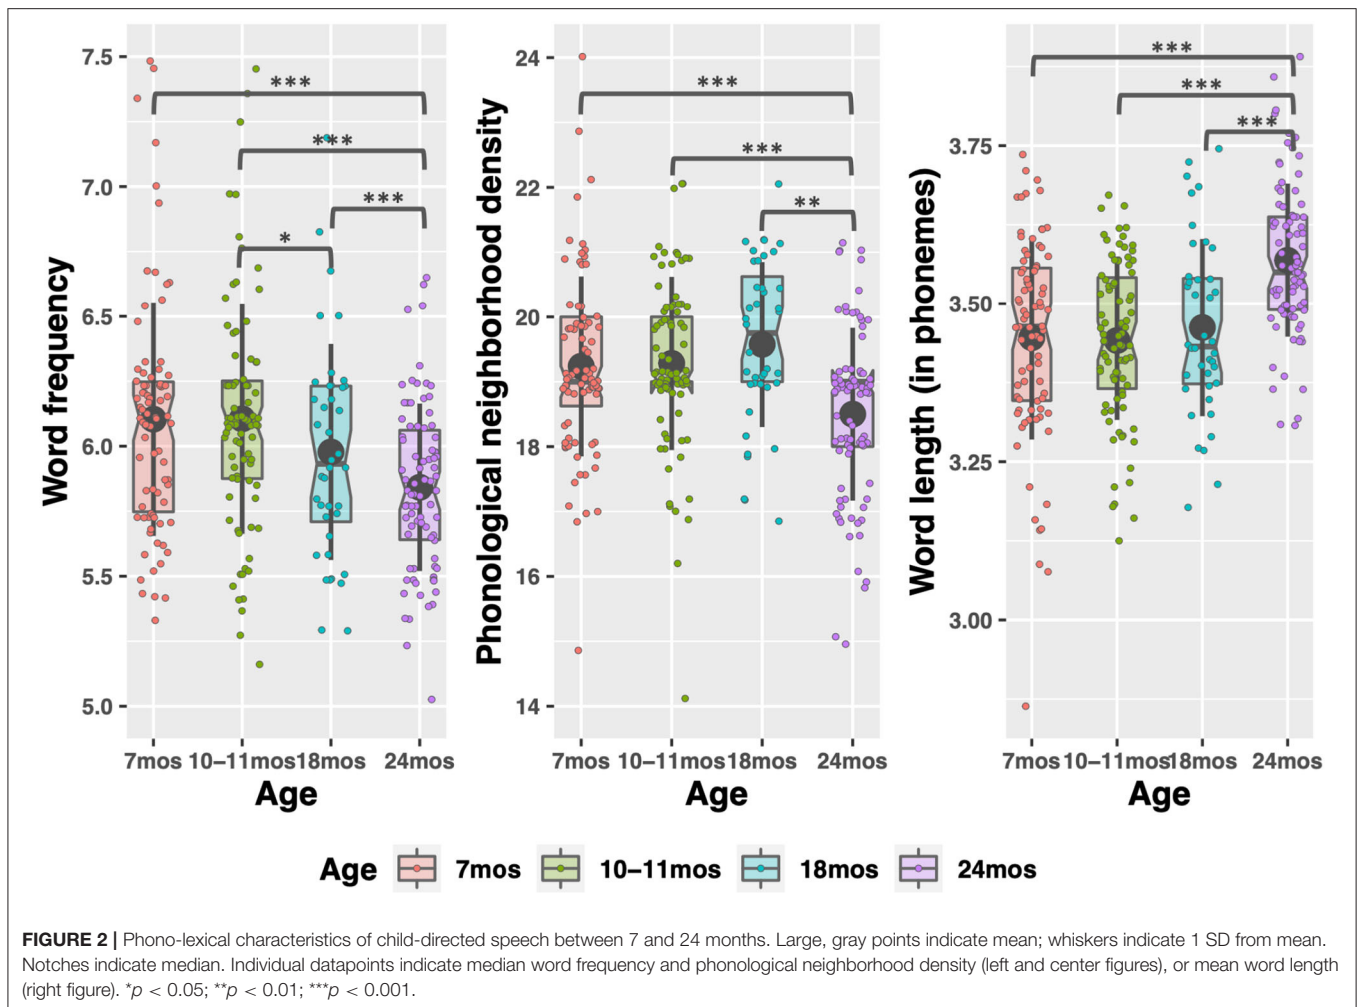 Word frequency
7.5
7.0
6.5
6.0
5.5
5.0
***
***
***
*
7mos 10–11mos 18mos 24mos
Age
Phonological neighborhood density
24
22
20
18
16
14
***
***
**
7mos 10–11mos 18mos 24mos
Age
Word length (in phonemes)
3.75
3.50
3.25
3.00
***
***
***
7mos 10–11mos 18mos 24mos
Age
Age 7mos 10–11mos 18mos 24mos
FIGURE 2 | Phono-lexical characteristics of child-directed speech between 7 and 24 months. Large, gray points indicate mean; whiskers indicate 1 SD from mean.
Notches indicate median. Individual datapoints indicate median word frequency and phonological neighborhood density (left and center figures), or mean word length
(right figure). *p < 0.05; **p < 0.01; ***p < 0.001.